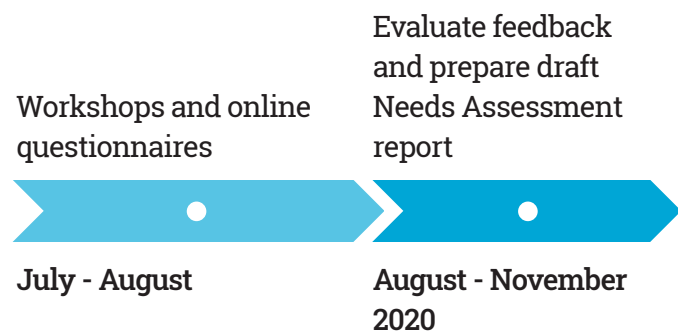 Workshops and online
questionnaires
July - August
Evaluate feedback
and prepare draft
Needs Assessment
report
August - November
2020